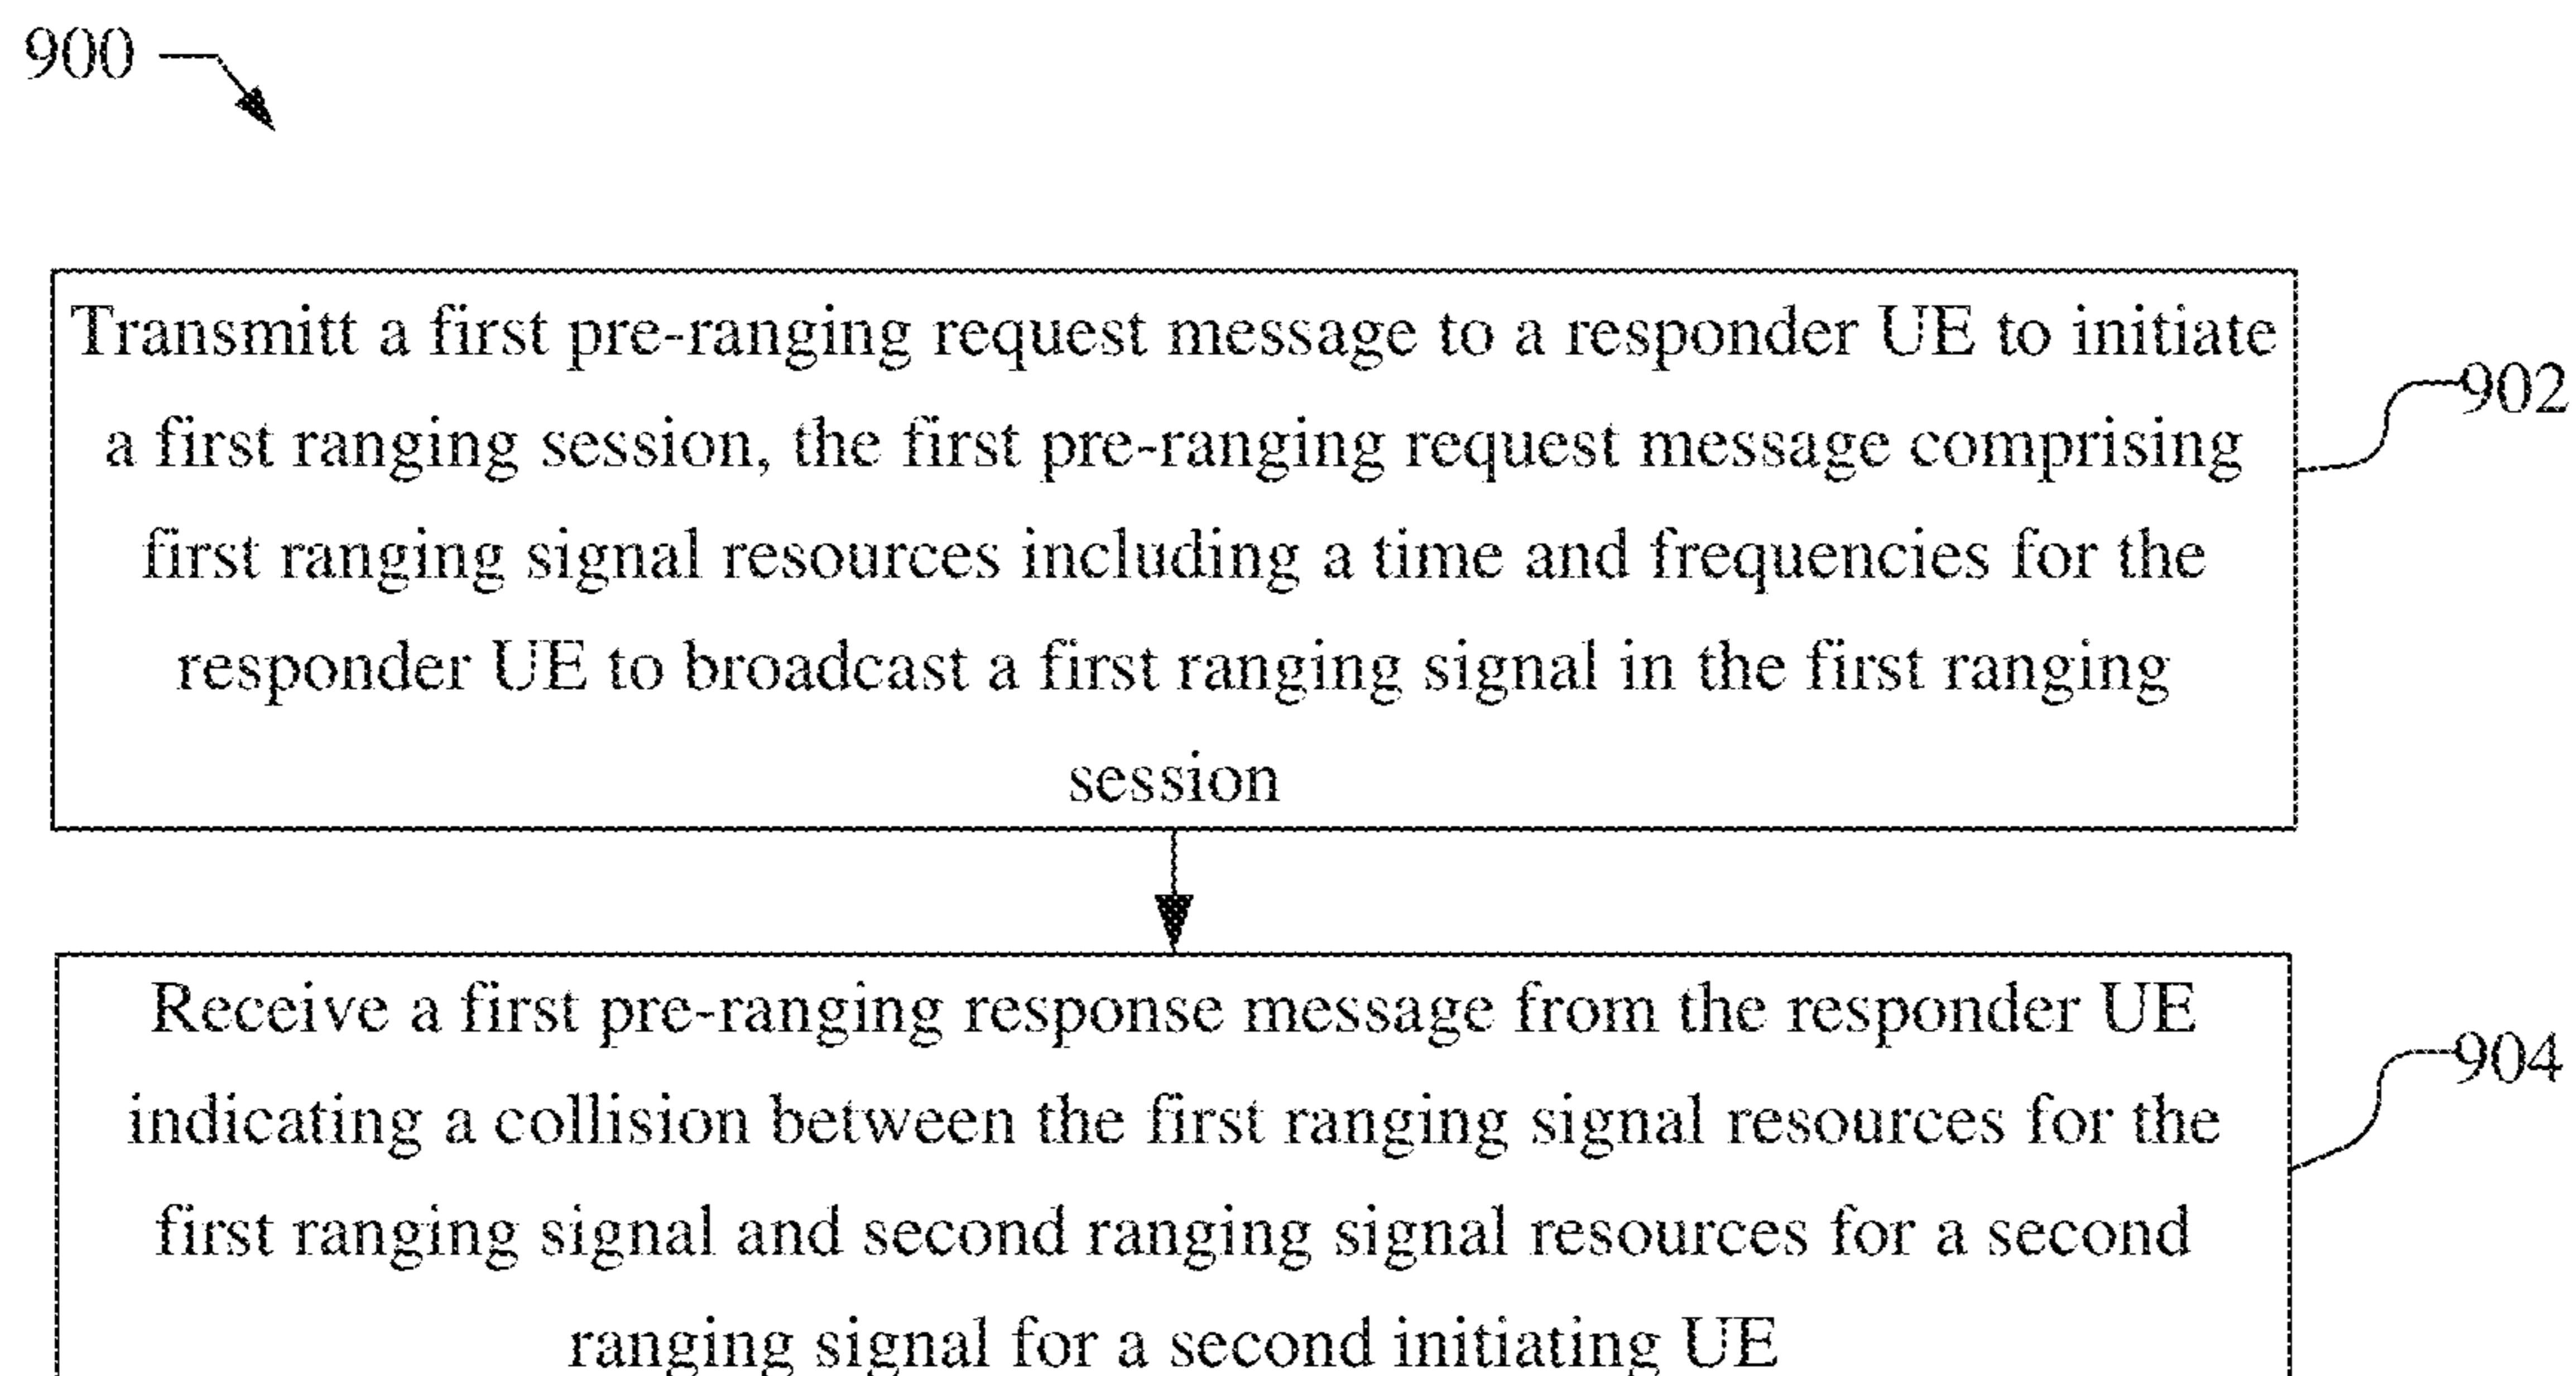 900
Transmitt a first pre-ranging request message to a responder UE to initiate
a first ranging session, the first pre-ranging request message comprising
first ranging signal resources including a time and frequencies for the
responder UE to broadcast a first ranging signal in the first ranging
session
902
Receive a first pre-ranging response message from the responder UE
indicating a collision between the first ranging signal resources for the
first ranging signal and second ranging signal resources for a second
ranging signal for a second initiating UE
904